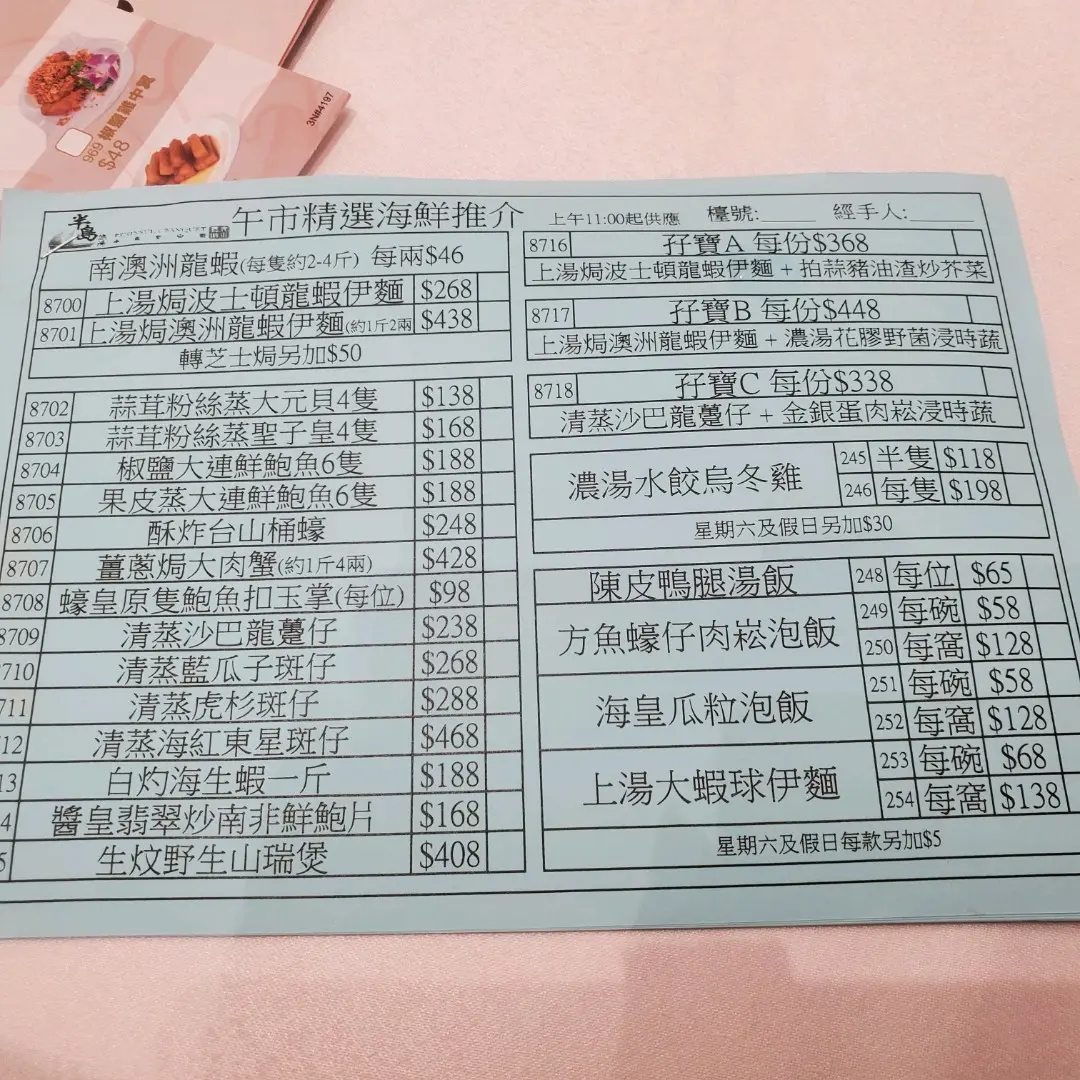 3N#4197
969 椒鹽雞中翼
$48
半島
午市精選海鮮推介 上午11:00起供應 檯號:______ 經手人:______
南澳洲龍蝦(每隻約2-4斤) 每兩$46
8700 上湯焗波士頓龍蝦伊麵 $268
8701 上湯焗澳洲龍蝦伊麵(約1斤2兩 $438
轉芝士焗另加$50
8702 蒜茸粉絲蒸大元貝4隻 $138
8703 蒜茸粉絲蒸聖子皇4隻 $168
8704 椒鹽大連鮮鮑魚6隻 $188
8705 果皮蒸大連鮮鮑魚6隻 $188
8706 酥炸台山桶蠔 $248
8707 薑蔥焗大肉蟹(約1斤4兩) $428
8708 蠔皇原隻鮑魚扣玉掌(每位) $98
8709 清蒸沙巴龍躉仔 $238
710 清蒸藍瓜子斑仔 $268
711 清蒸虎杉斑仔 $288
12 清蒸海紅東星斑仔 $468
13 白灼海生蝦一斤 $188
4 醬皇翡翠炒南非鮮鮑片 $168
5 生炆野生山瑞煲 $408
8716 孖寶A 每份$368
上湯焗波士頓龍蝦伊麵 + 拍蒜豬油渣炒芥菜
8717 孖寶B 每份$448
上湯焗澳洲龍蝦伊麵 + 濃湯花膠野菌浸時蔬
8718 孖寶C 每份$338
清蒸沙巴龍躉仔 + 金銀蛋肉崧浸時蔬
濃湯水餃烏冬雞 245 半隻 $118
246 每隻 $198
星期六及假日另加$30
陳皮鴨腿湯飯 248 每位 $65
方魚蠔仔肉崧泡飯 249 每碗 $58
250 每窩 $128
海皇瓜粒泡飯 251 每碗 $58
252 每窩 $128
上湯大蝦球伊麵 253 每碗 $68
254 每窩 $138
星期六及假日每款另加$5